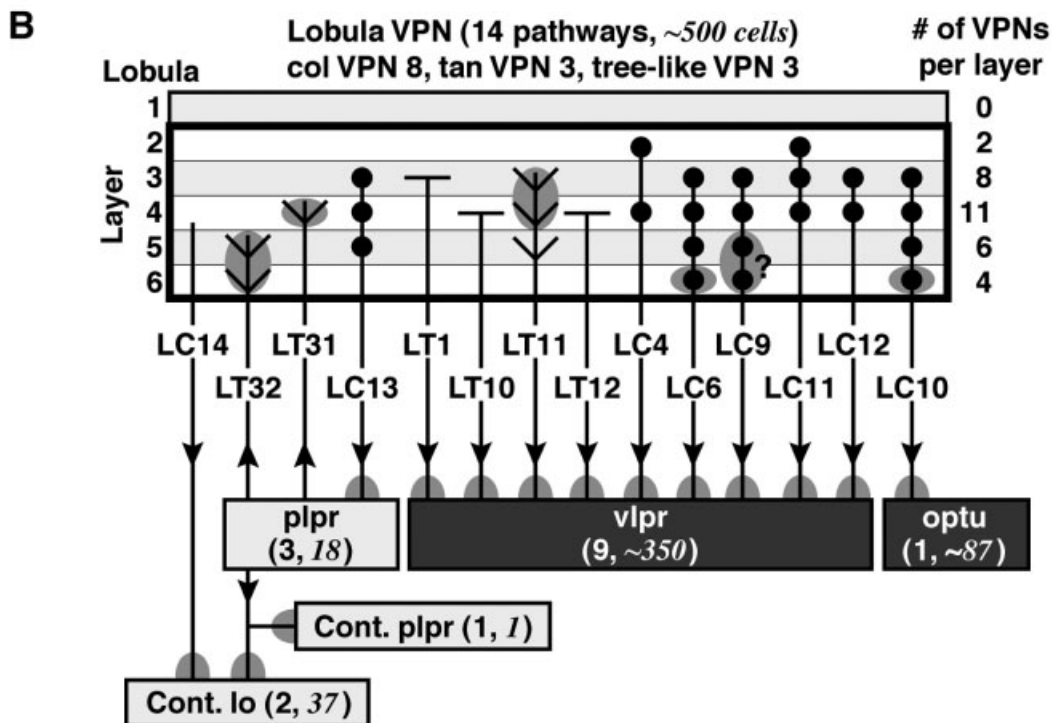 B
Lobula VPN (14 pathways, ~500 cells)
col VPN 8, tan VPN 3, tree-like VPN 3
# of VPNs
per layer
Lobula
Layer
1 0
2 2
3 8
4 11
5 6
6 4
?
LC14 LT31 LT1 LT11 LC4 LC9 LC12
LT32 LC13 LT10 LT12 LC6 LC11 LC10
plpr
(3, 18)
vlpr
(9, ~350)
optu
(1, ~87)
Cont. plpr (1, 1)
Cont. lo (2, 37)